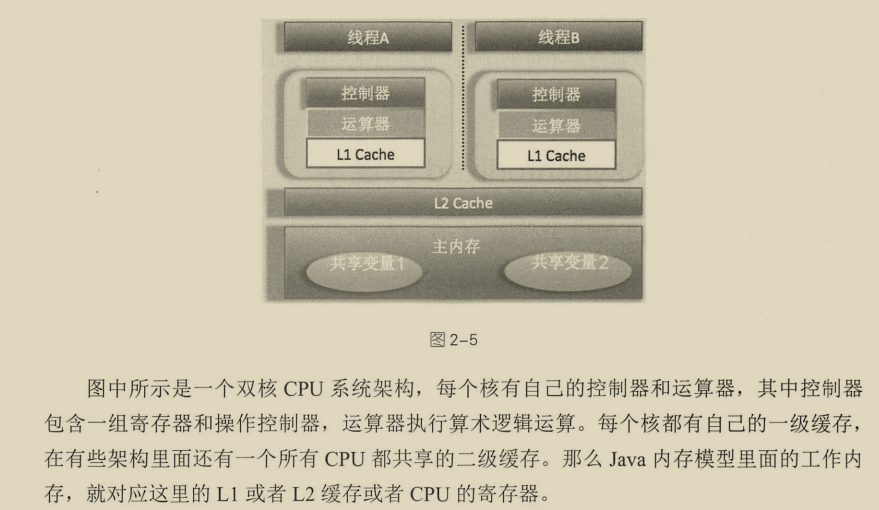 线程A 线程B
控制器 控制器
运算器 运算器
L1 Cache L1 Cache
L2 Cache
主内存
共享变量1 共享变量2
图 2-5
图中所示是一个双核 CPU 系统架构，每个核有自己的控制器和运算器，其中控制器
包含一组寄存器和操作控制器，运算器执行算术逻辑运算。每个核都有自己的一级缓存，
在有些架构里面还有一个所有 CPU 都共享的二级缓存。那么 Java 内存模型里面的工作内
存，就对应这里的 L1 或者 L2 缓存或者 CPU 的寄存器。